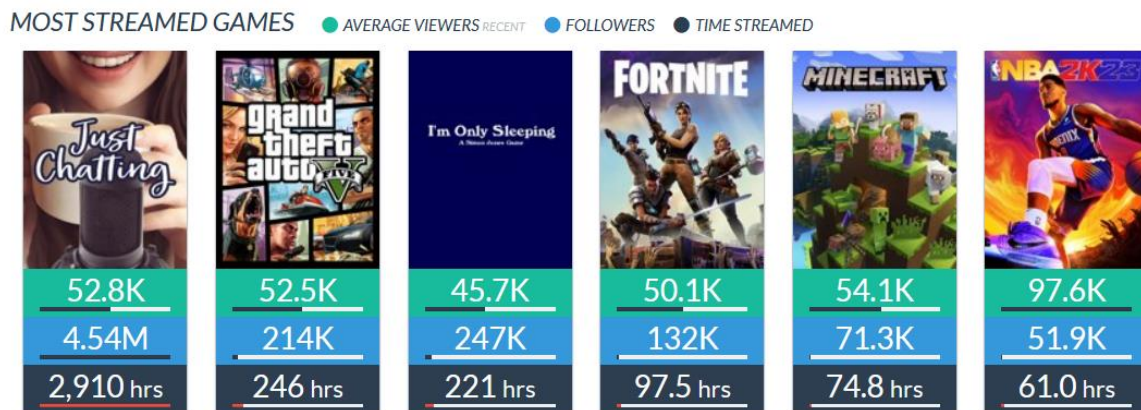 MOST STREAMED GAMES AVERAGE VIEWERS RECENT FOLLOWERS TIME STREAMED
Just
Chatting
grand
theft
auto
V
FIVE
I'm Only Sleeping
FORTNITE
MINECRAFT
NBA 2K23
52.8K 52.5K 45.7K 50.1K 54.1K 97.6K
4.54M 214K 247K 132K 71.3K 51.9K
2,910 hrs 246 hrs 221 hrs 97.5 hrs 74.8 hrs 61.0 hrs